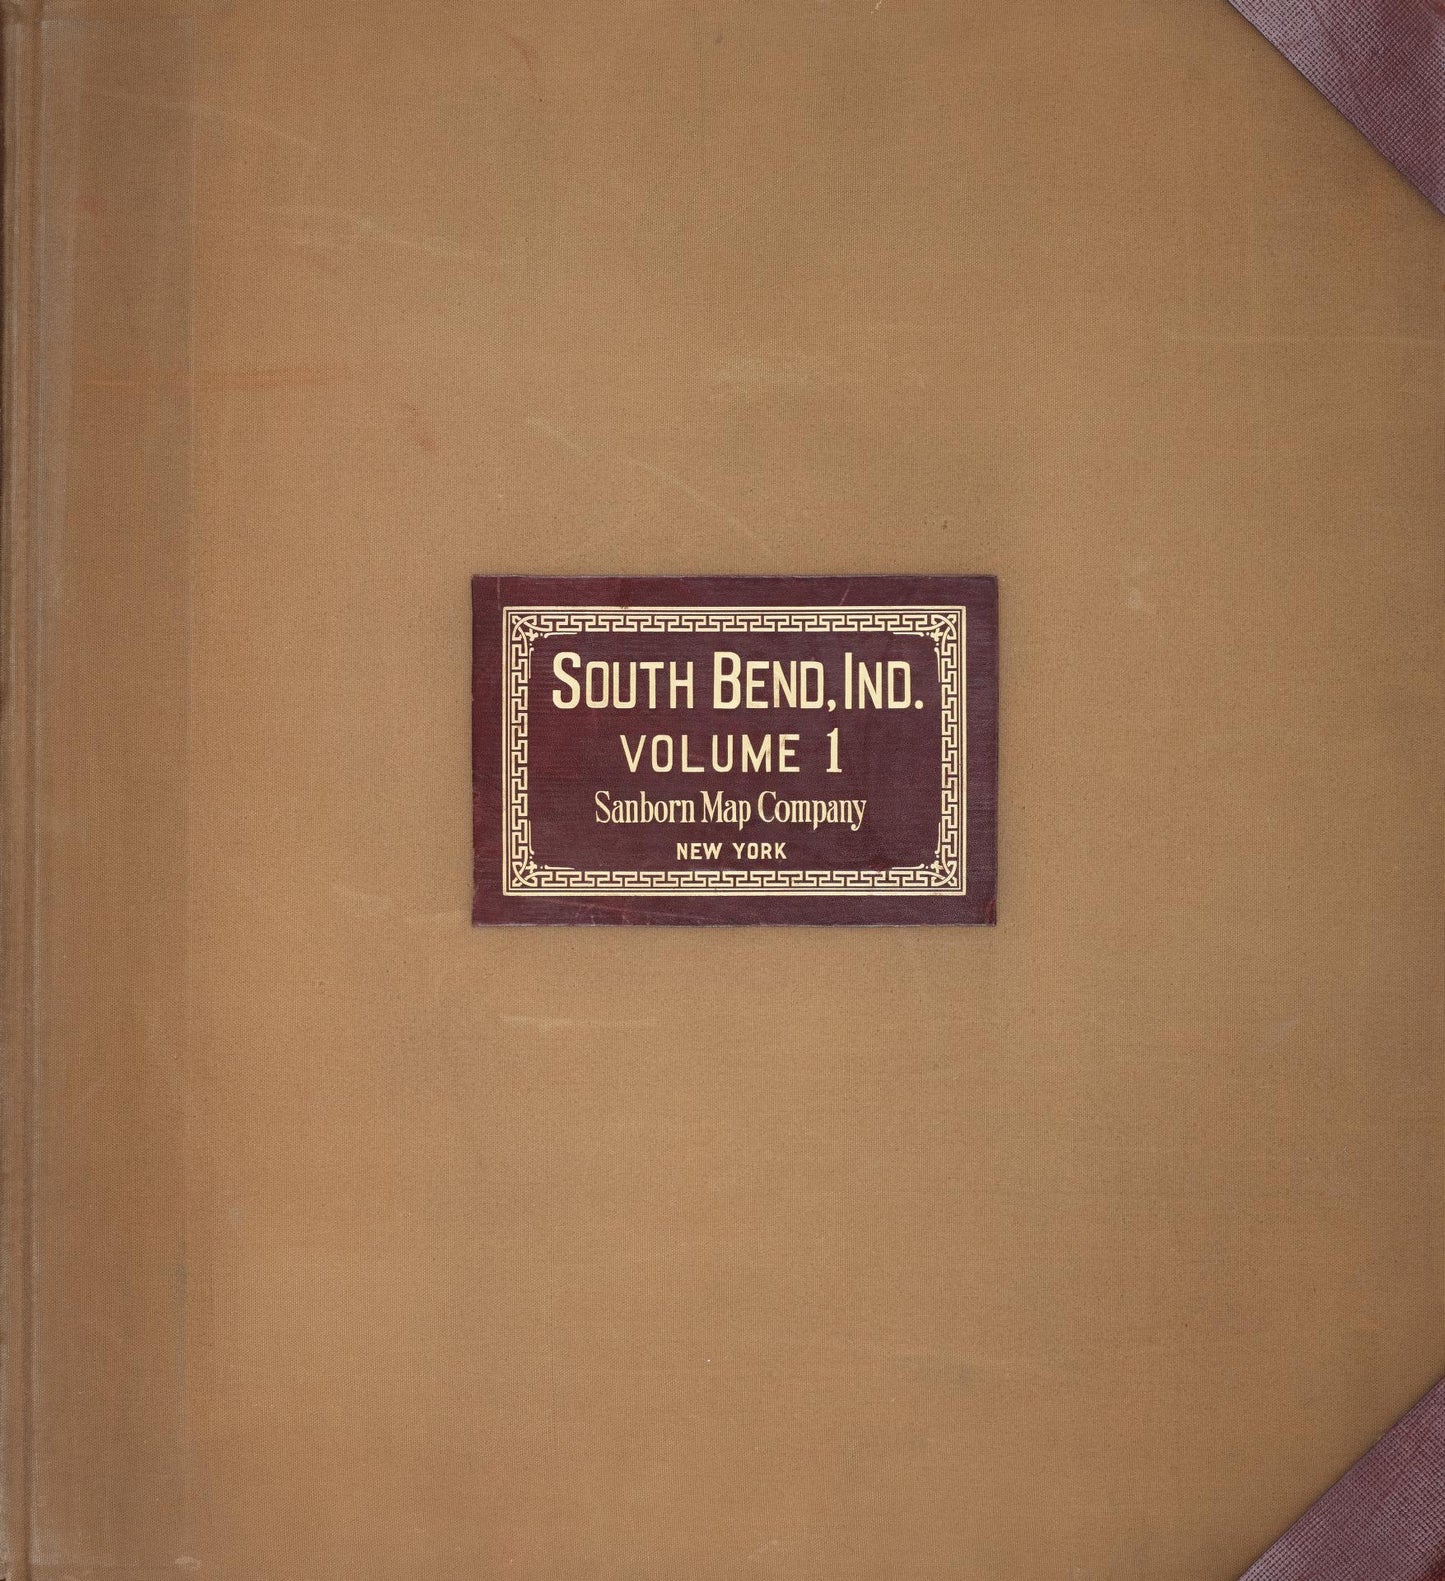 SOUTH BEND, IND.
VOLUME 1
Sanborn Map Company
NEW YORK